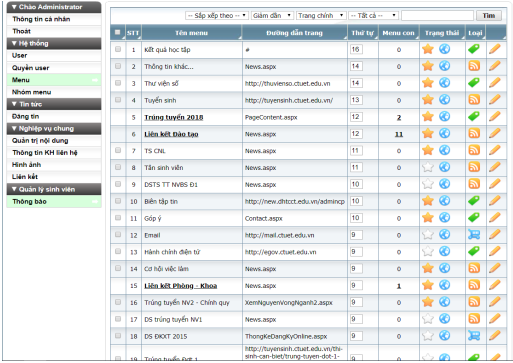 ▼ Chào Administrator
Thông tin cá nhân
Thoát
▼ Hệ thống
User
Quyền user
Menu
Nhóm menu
▼ Tin tức
Đăng tin
▼ Nghiệp vụ chung
Quản trị nội dung
Thông tin KH liên hệ
Hình ảnh
Liên kết
▼ Quản lý sinh viên
Thông báo
-- Sắp xếp theo -- Giảm dần Trang chính -- Tất cả -- Tìm
STT Tên menu Đường dẫn trang Thứ tự Menu con Trạng thái Loại
1 Kết quả học tập # 16 0
2 Thông tin khác... News.aspx 14 0
3 Thư viện số http://thuvienso.ctuet.edu.vn 14 0
4 Tuyển sinh http://tuyensinh.ctuet.edu.vn/ 13 0
5 Trúng tuyển 2018 PageContent.aspx 12 2
6 Liên kết Đào tạo News.aspx 12 11
7 TS CNL News.aspx 11 0
8 Tân sinh viên News.aspx 11 0
9 DSTS TT NVBS Đ1 News.aspx 10 0
10 Biên tập tin http://new.dhtcct.edu.vn/admincp 10 0
11 Góp ý Contact.aspx 10 0
12 Email http://mail.ctuet.edu.vn 9 0
13 Hành chính điện tử http://egov.ctuet.edu.vn 9 0
14 Cơ hội việc làm News.aspx 9 0
15 Liên kết Phòng - Khoa News.aspx 9 1
16 Trúng tuyển NV2 - Chính quy XemNguyenVongNganh2.aspx 9 0
17 DS trúng tuyển NV1 News.aspx 9 0
18 DS ĐKXT 2015 ThongKeDangKyOnline.aspx 9 0
http://tuyensinh.ctuet.edu.vn/thi-
19 Trúng tuyển Đợt 1 sinh-can-biet/trung-tuyen-dot-1- 9 0